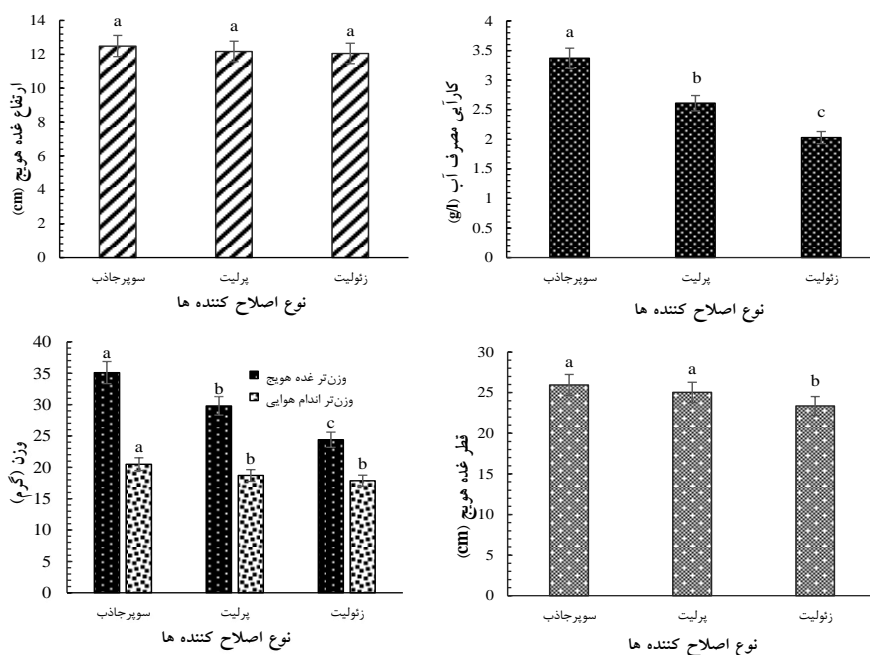 ارتفاع غده هویج (cm)
14
12
10
8
6
4
2
0
a
a
a
سوپرجاذب
پرلیت
زئولیت
نوع اصلاح کننده ها
کارآیی مصرف آب (g/l)
4
3.5
3
2.5
2
1.5
1
0.5
0
a
b
c
سوپرجاذب
پرلیت
زئولیت
نوع اصلاح کننده ها
وزن (گرم)
40
35
30
25
20
15
10
5
0
وزن‌تر غده هویج
وزن‌تر اندام هوایی
a
a
b
b
c
b
سوپرجاذب
پرلیت
زئولیت
نوع اصلاح کننده ها
قطر غده هویج (cm)
30
25
20
15
10
5
0
a
a
b
سوپرجاذب
پرلیت
زئولیت
نوع اصلاح کننده ها